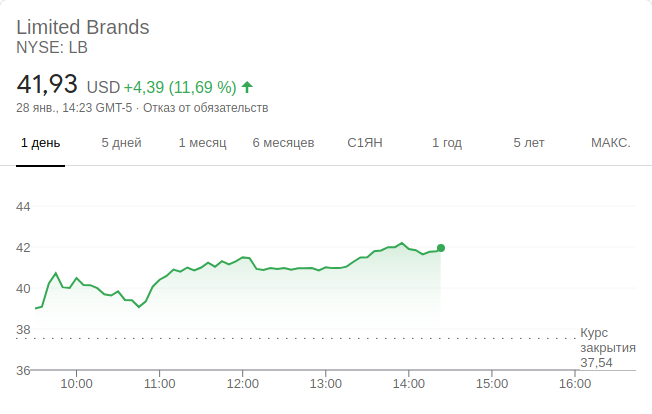 Limited Brands
NYSE: LB
41,93 USD +4,39 (11,69 %)
28 янв., 14:23 GMT-5 · Отказ от обязательств
1 день 5 дней 1 месяц 6 месяцев С1ЯН 1 год 5 лет МАКС.
44
42
40
38
Курс
закрытия
37,54
36
10:00 11:00 12:00 13:00 14:00 15:00 16:00